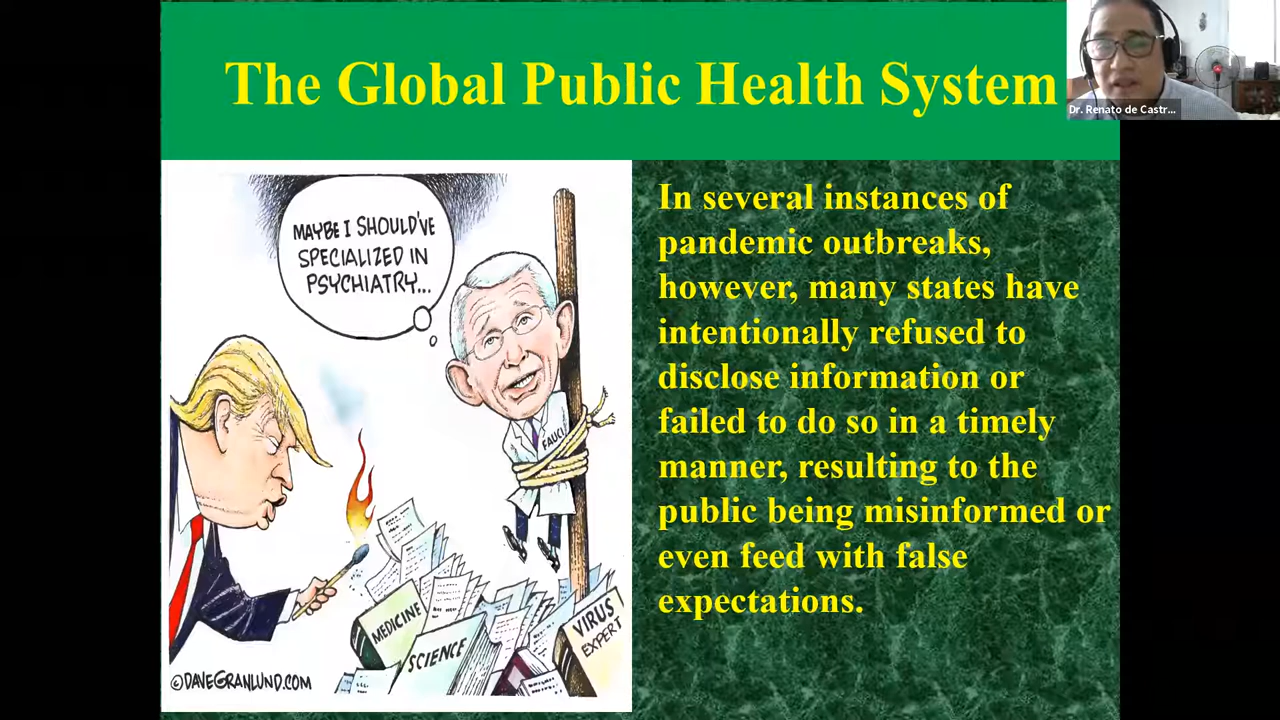 The Global Public Health System
Dr. Renato de Castr...
MAYBE I SHOULD'VE
SPECIALIZED IN
PSYCHIATRY...
FAUCI
MEDICINE
SCIENCE
VIRUS
EXPERT
©DAVEGRANLUND.COM
In several instances of
pandemic outbreaks,
however, many states have
intentionally refused to
disclose information or
failed to do so in a timely
manner, resulting to the
public being misinformed or
even feed with false
expectations.